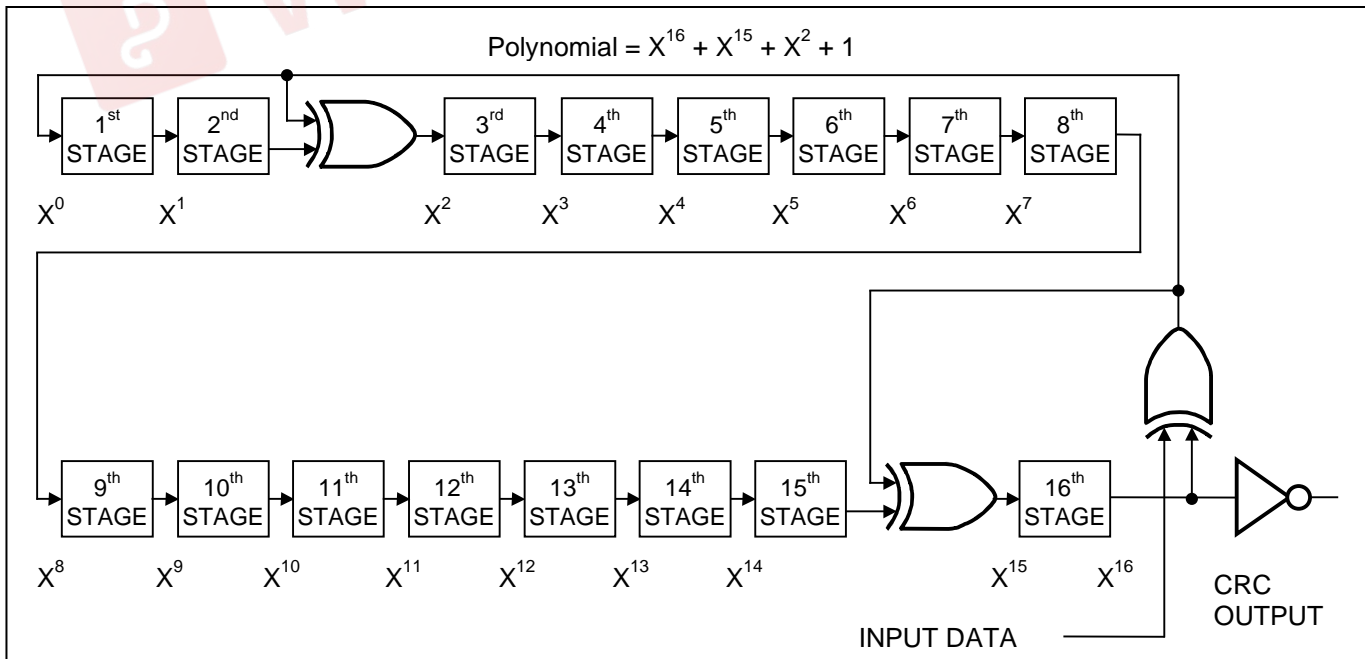 Polynomial = X¹⁶ + X¹⁵ + X² + 1
1st STAGE
2nd STAGE
3rd STAGE
4th STAGE
5th STAGE
6th STAGE
7th STAGE
8th STAGE
X⁰ X¹ X² X³ X⁴ X⁵ X⁶ X⁷
9th STAGE
10th STAGE
11th STAGE
12th STAGE
13th STAGE
14th STAGE
15th STAGE
16th STAGE
X⁸ X⁹ X¹⁰ X¹¹ X¹² X¹³ X¹⁴ X¹⁵ X¹⁶
CRC
OUTPUT
INPUT DATA